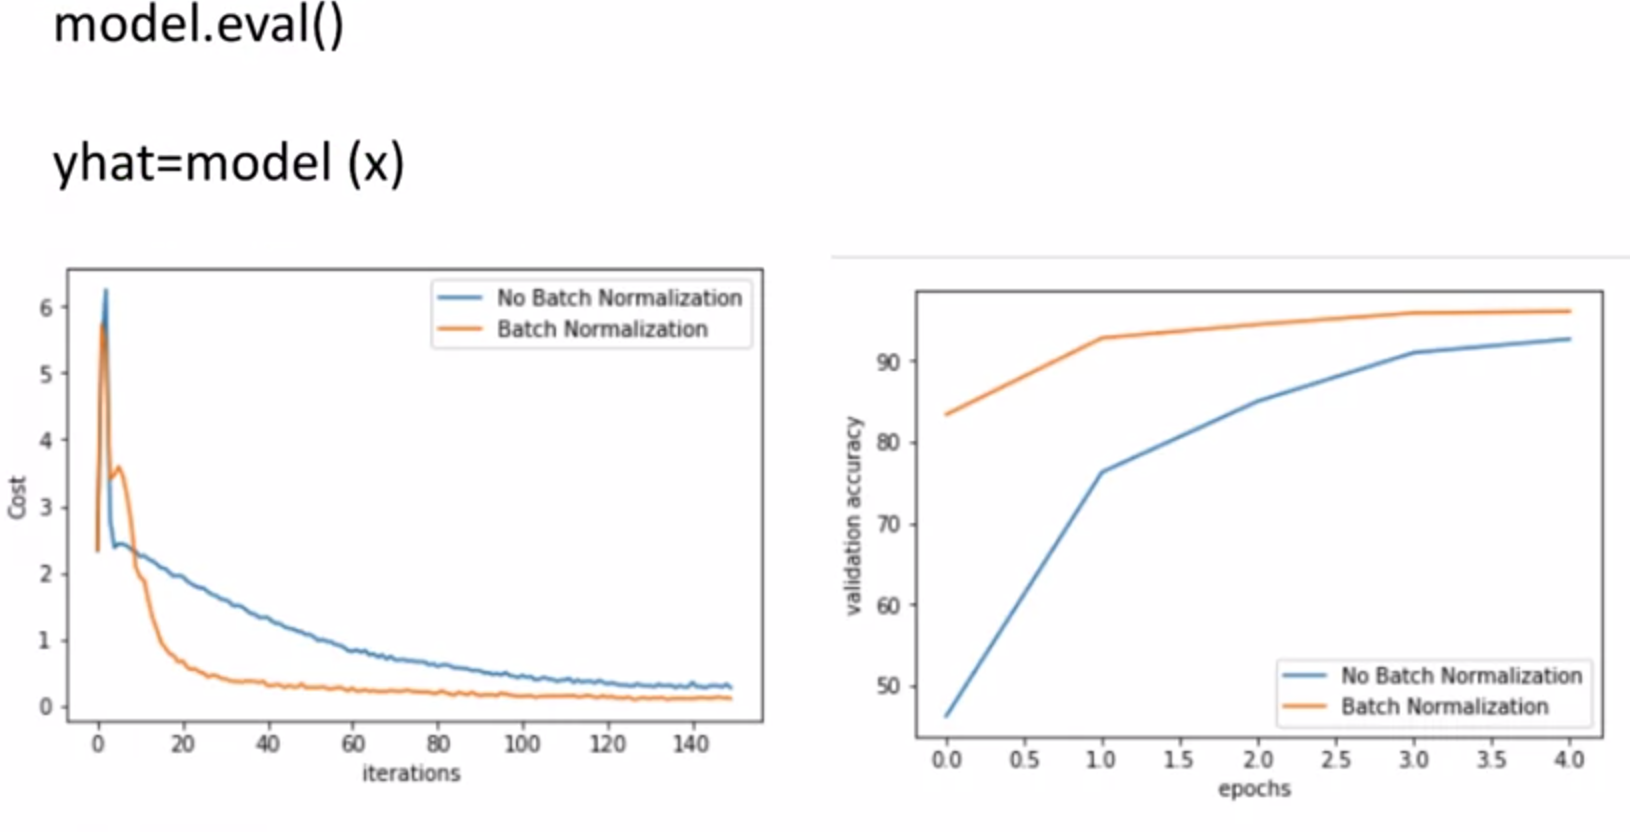 model.eval()
yhat=model (x)
No Batch Normalization
Batch Normalization
6
5
4
3
2
1
0
Cost
0 20 40 60 80 100 120 140
iterations
90
80
70
60
50
validation accuracy
No Batch Normalization
Batch Normalization
0.0 0.5 1.0 1.5 2.0 2.5 3.0 3.5 4.0
epochs